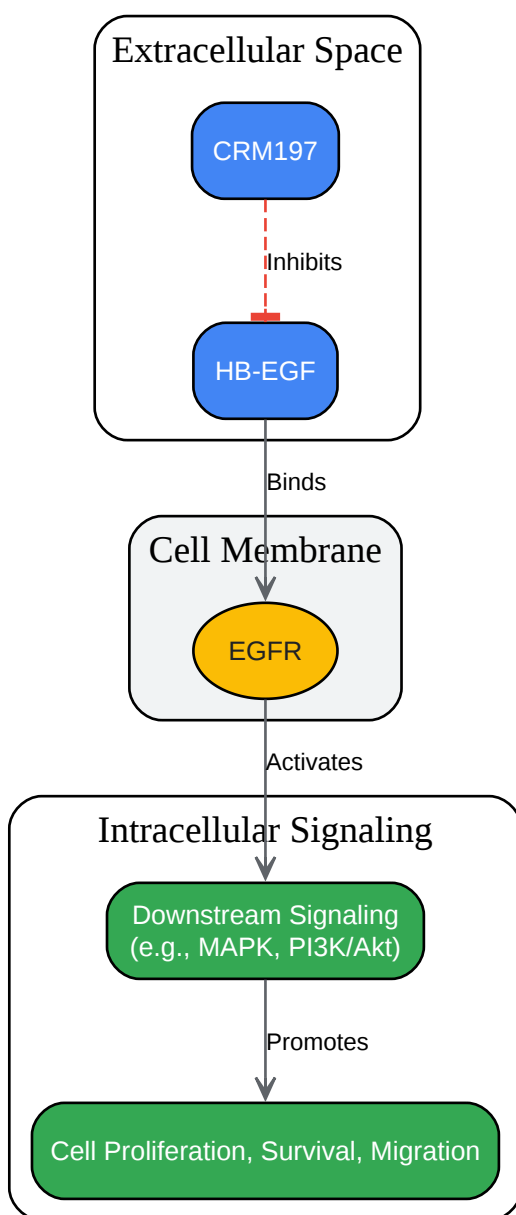 Extracellular Space
CRM197
Inhibits
HB-EGF
Binds
Cell Membrane
EGFR
Activates
Intracellular Signaling
Downstream Signaling
(e.g., MAPK, PI3K/Akt)
Promotes
Cell Proliferation, Survival, Migration